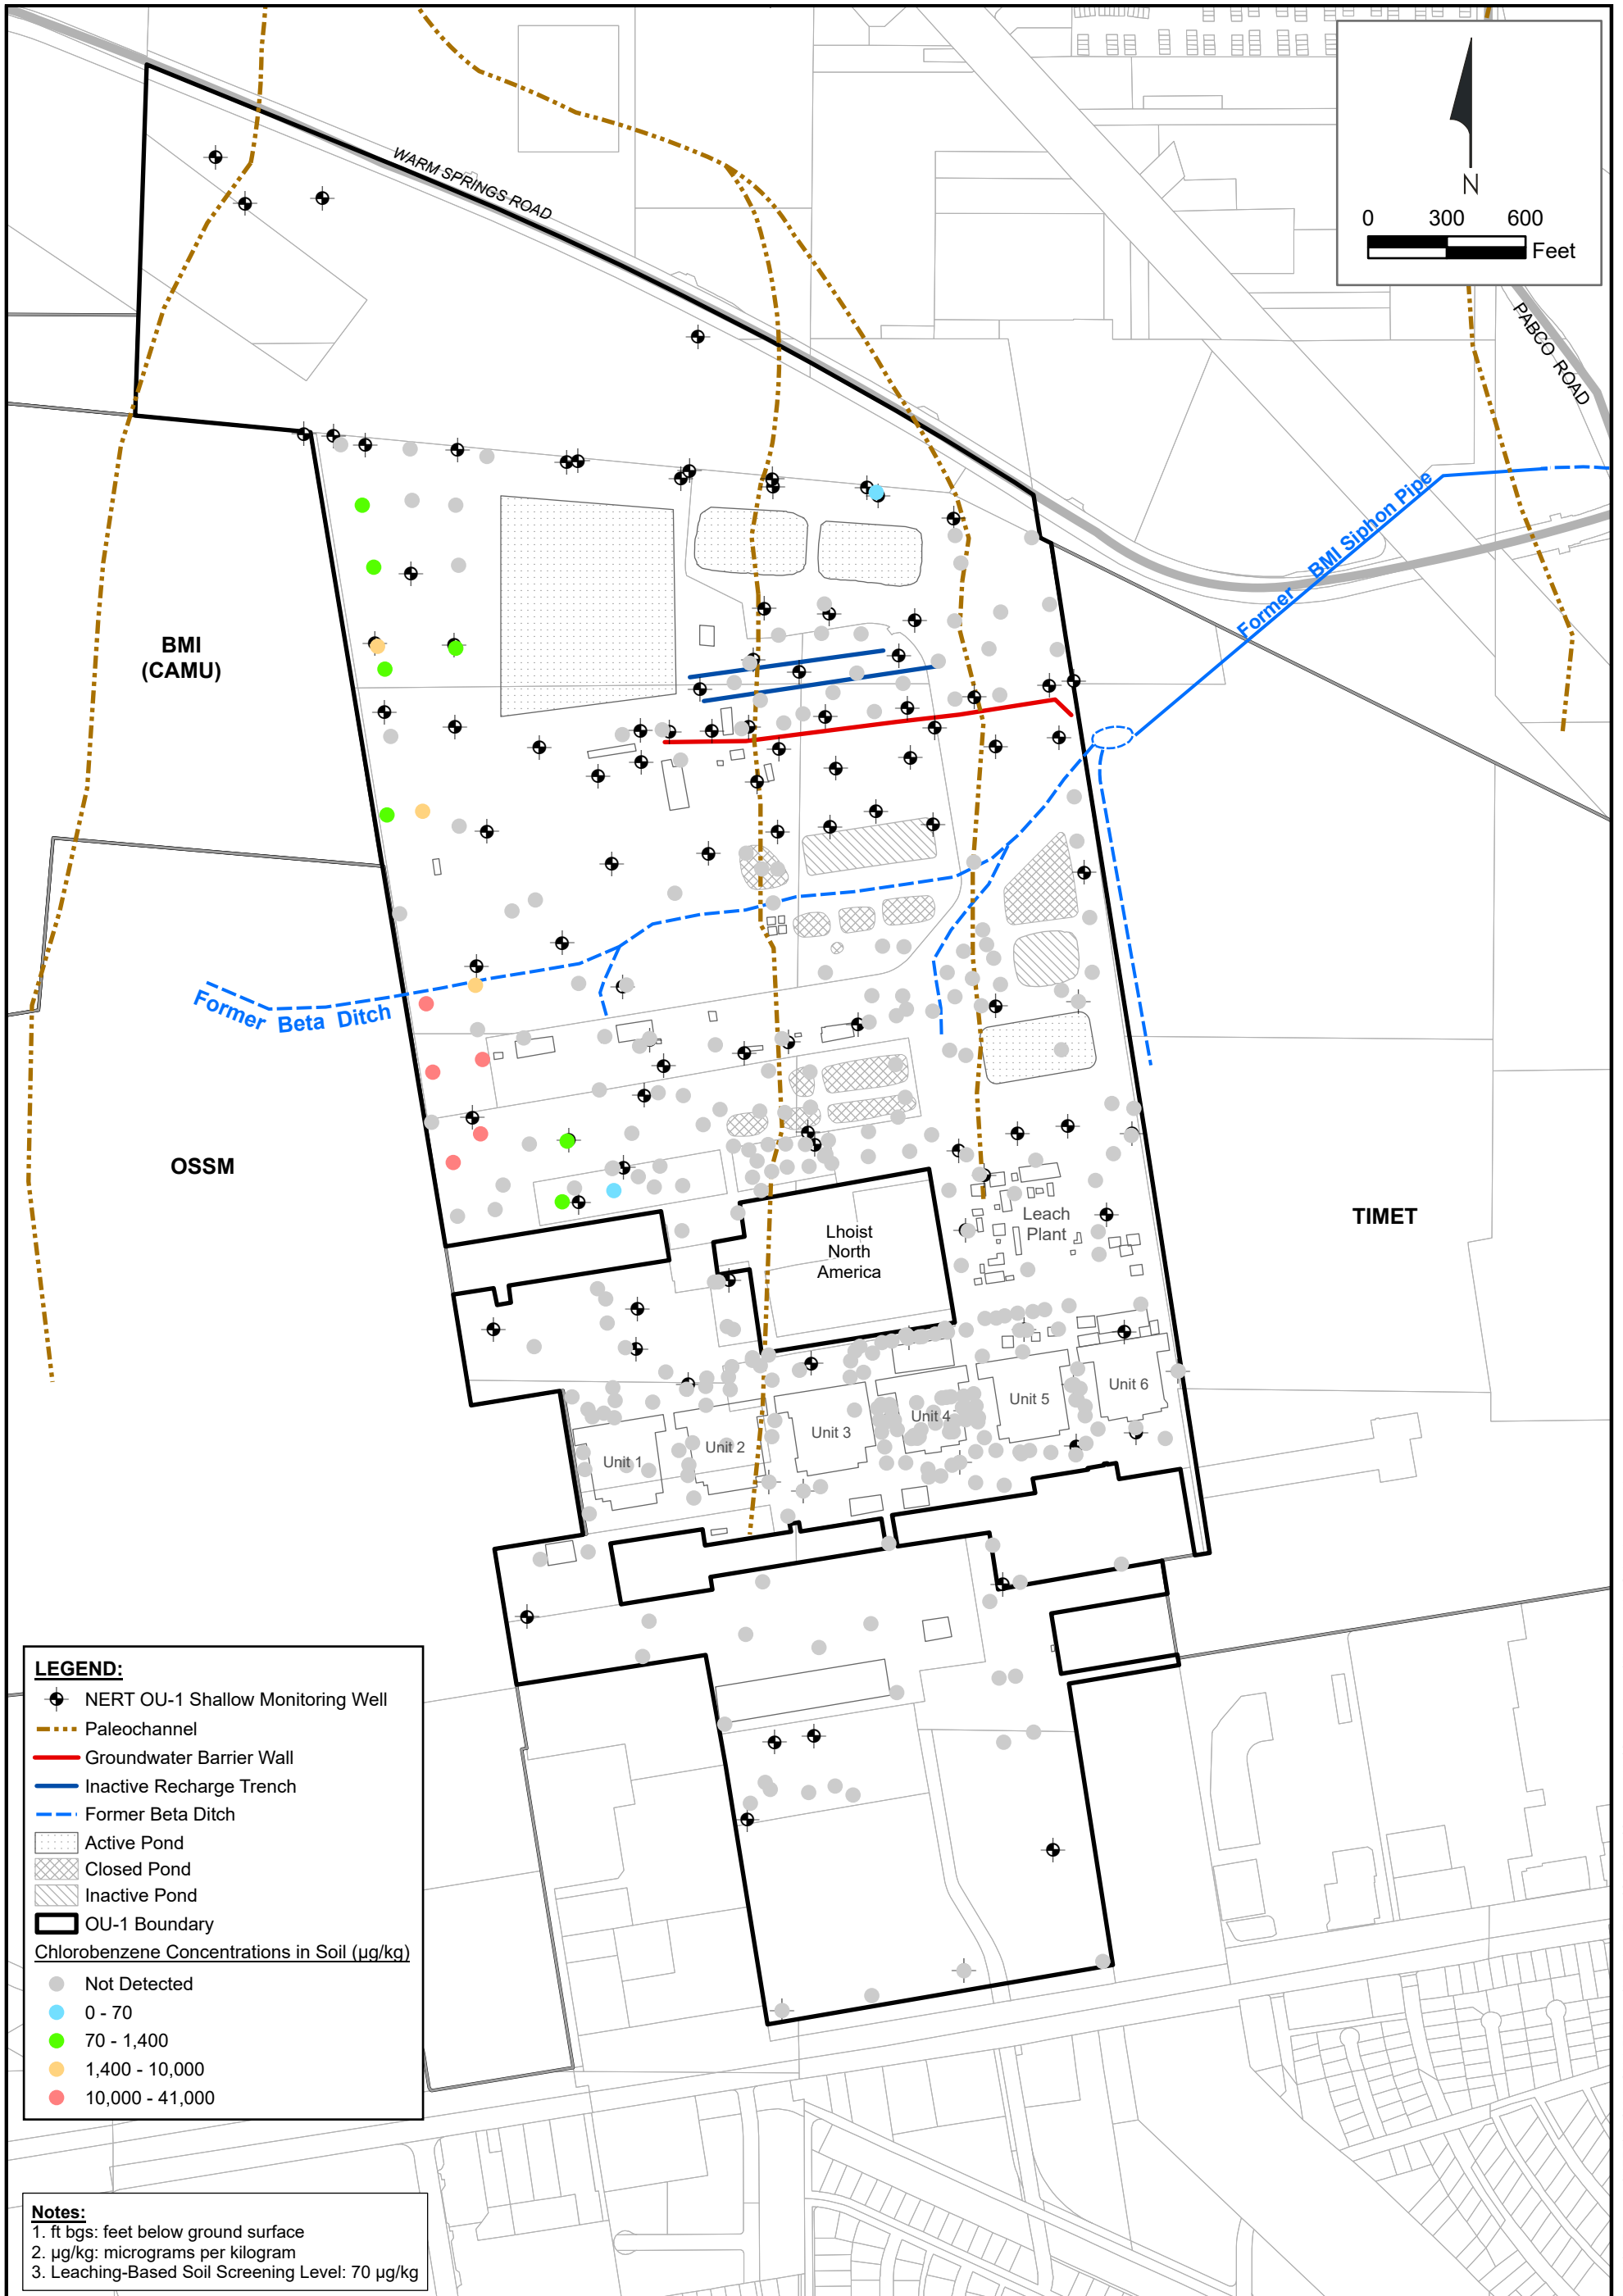 WARM SPRINGS ROAD
N
0 300 600
Feet
PABCO ROAD
Former BMI Siphon Pipe
BMI
(CAMU)
Former Beta Ditch
OSSM
Lhoist
North
America
Leach
Plant
TIMET
Unit 1
Unit 2
Unit 3
Unit 4
Unit 5
Unit 6
LEGEND:
NERT OU-1 Shallow Monitoring Well
Paleochannel
Groundwater Barrier Wall
Inactive Recharge Trench
Former Beta Ditch
Active Pond
Closed Pond
Inactive Pond
OU-1 Boundary
Chlorobenzene Concentrations in Soil (µg/kg)
Not Detected
0 - 70
70 - 1,400
1,400 - 10,000
10,000 - 41,000
Notes:
1. ft bgs: feet below ground surface
2. µg/kg: micrograms per kilogram
3. Leaching-Based Soil Screening Level: 70 µg/kg